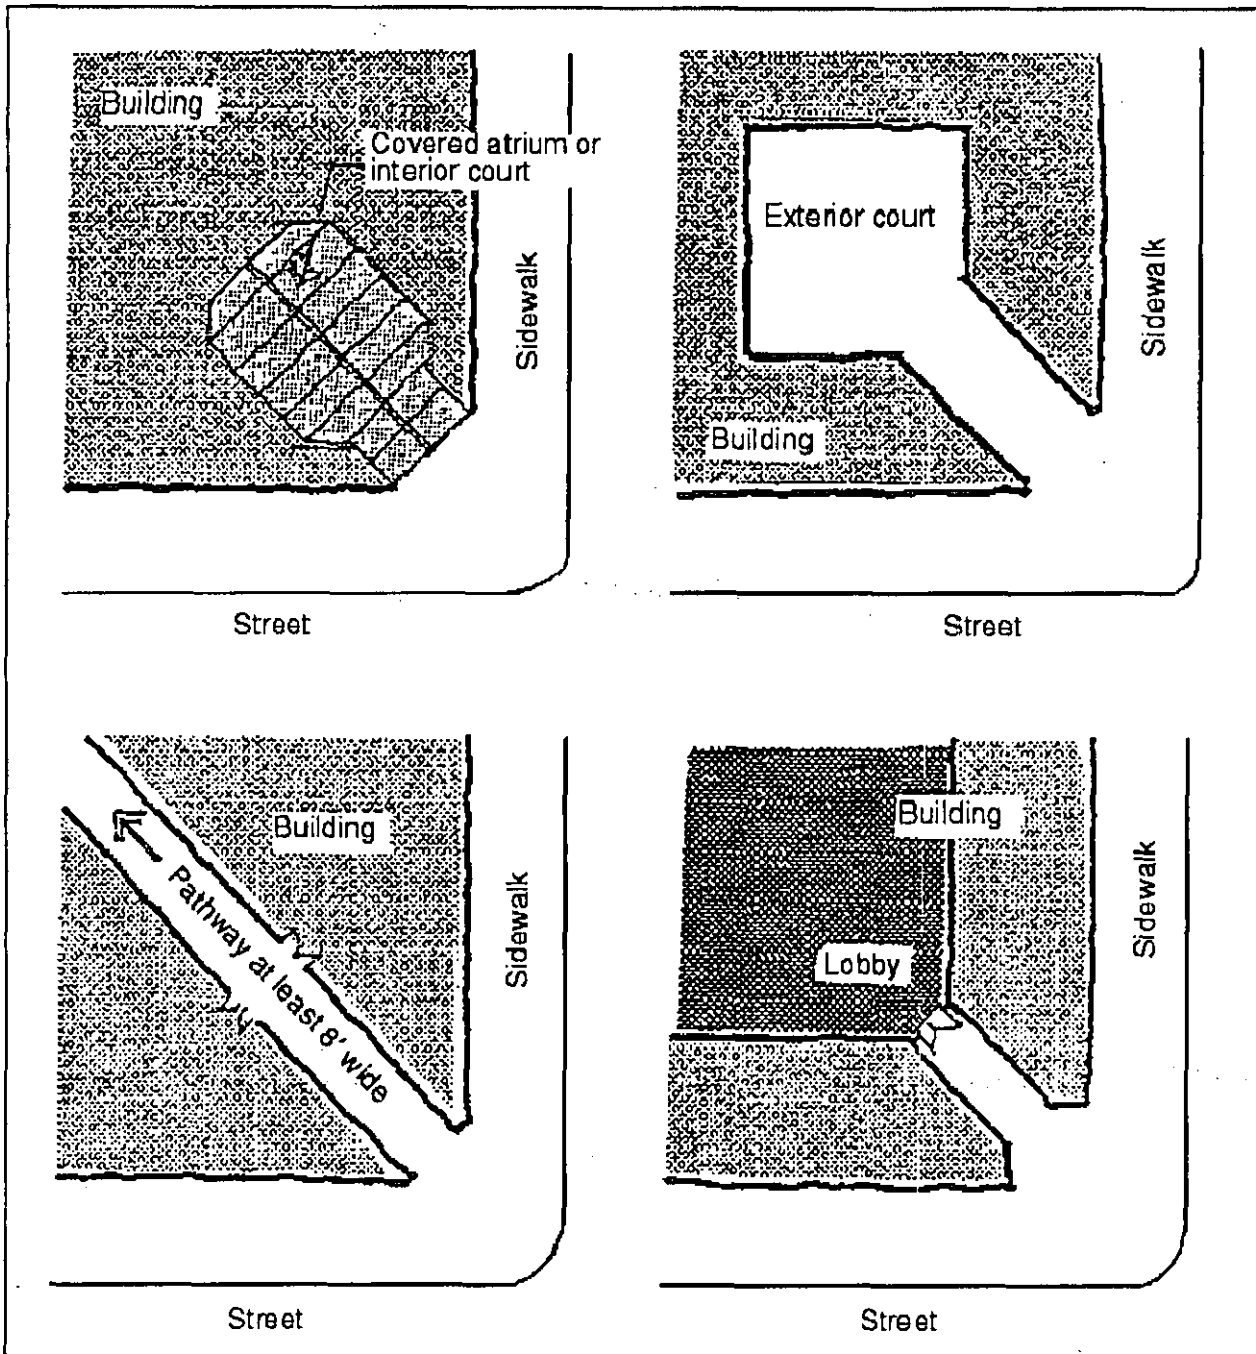 Building
Covered atrium or
interior court
Sidewalk
Street
Exterior court
Building
Sidewalk
Street
Building
Pathway at least 8' wide
Sidewalk
Street
Building
Lobby
Sidewalk
Street